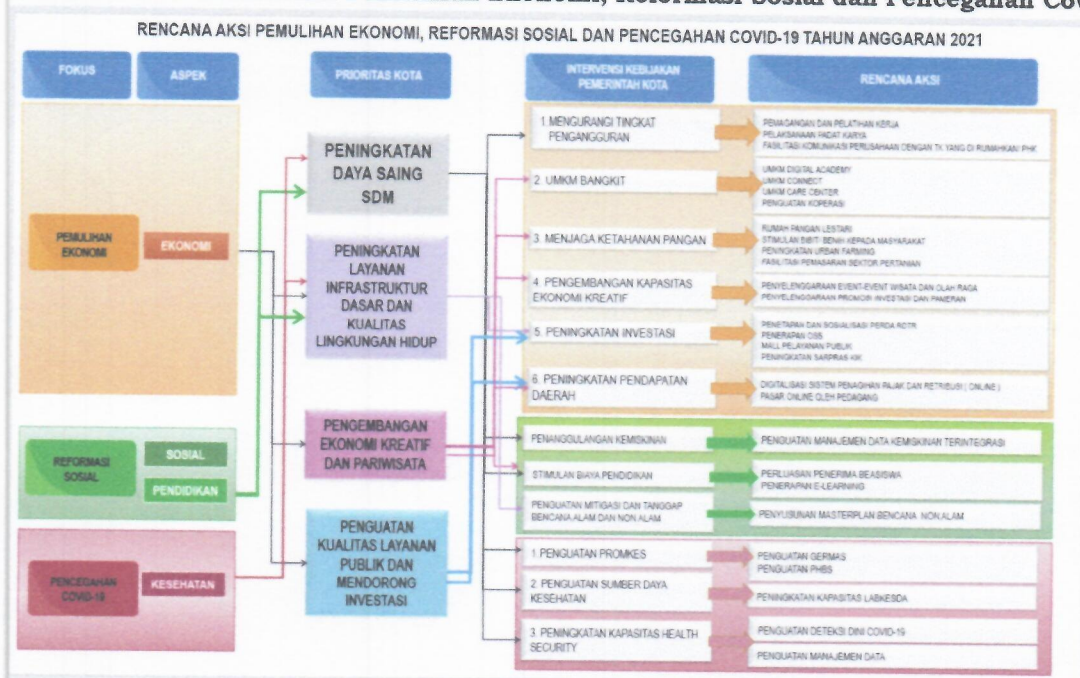 RENCANA AKSI PEMULIHAN EKONOMI, REFORMASI SOSIAL DAN PENCEGAHAN COVID-19 TAHUN ANGGARAN 2021
FOKUS
ASPEK
PRIORITAS KOTA
INTERVENSI KEBIJAKAN
PEMERINTAH KOTA
RENCANA AKSI
PEMULIHAN
EKONOMI
EKONOMI
REFORMASI
SOSIAL
SOSIAL
PENDIDIKAN
PENCEGAHAN
COVID-19
KESEHATAN
PENINGKATAN
DAYA SAING
SDM
PENINGKATAN
LAYANAN
INFRASTRUKTUR
DASAR DAN
KUALITAS
LINGKUNGAN HIDUP
PENGEMBANGAN
EKONOMI KREATIF
DAN PARIWISATA
PENGUATAN
KUALITAS LAYANAN
PUBLIK DAN
MENDORONG
INVESTASI
1. MENGURANGI TINGKAT
PENGANGGURAN
PEMAGANGAN DAN PELATIHAN KERJA
PELAKSANAAN PADAT KARYA
FASILITASI KOMUNIKASI PERUSAHAAN DENGAN TK YANG DI RUMAHKAN/ PHK
2. UMKM BANGKIT
UMKM DIGITAL ACADEMY
UMKM CONNECT
UMKM CARE CENTER
PENGUATAN KOPERASI
3. MENJAGA KETAHANAN PANGAN
RUMAH PANGAN LESTARI
STIMULAN BIBIT/ BENIH KEPADA MASYARAKAT
PENINGKATAN URBAN FARMING
FASILITASI PEMASARAN SEKTOR PERTANIAN
4. PENGEMBANGAN KAPASITAS
EKONOMI KREATIF
PENYELENGGARAAN EVENT-EVENT WISATA DAN OLAH RAGA
PENYELENGGARAAN PROMOSI INVESTASI DAN PAMERAN
5. PENINGKATAN INVESTASI
PENETAPAN DAN SOSIALISASI PERDA RDTR
PENERAPAN OSS
MALL PELAYANAN PUBLIK
PENINGKATAN SARPRAS
6. PENINGKATAN PENDAPATAN
DAERAH
DIGITALISASI SISTEM PENAGIHAN PAJAK DAN RETRIBUSI ( ONLINE )
PASAR ONLINE OLEH PEDAGANG
PENANGGULANGAN KEMISKINAN
PENGUATAN MANAJEMEN DATA KEMISKINAN TERINTEGRASI
STIMULAN BIAYA PENDIDIKAN
PERLUASAN PENERIMA BEASISWA
PENERAPAN E-LEARNING
PENGUATAN MITIGASI DAN TANGGAP
BENCANA ALAM DAN NON ALAM
PENYUSUNAN MASTERPLAN BENCANA NON ALAM
1. PENGUATAN PROMKES
PENGUATAN GERMAS
PENGUATAN PHBS
2. PENGUATAN SUMBER DAYA
KESEHATAN
PENINGKATAN KAPASITAS LABKESDA
3. PENINGKATAN KAPASITAS HEALTH
SECURITY
PENGUATAN DETEKSI DINI COVID-19
PENGUATAN MANAJEMEN DATA